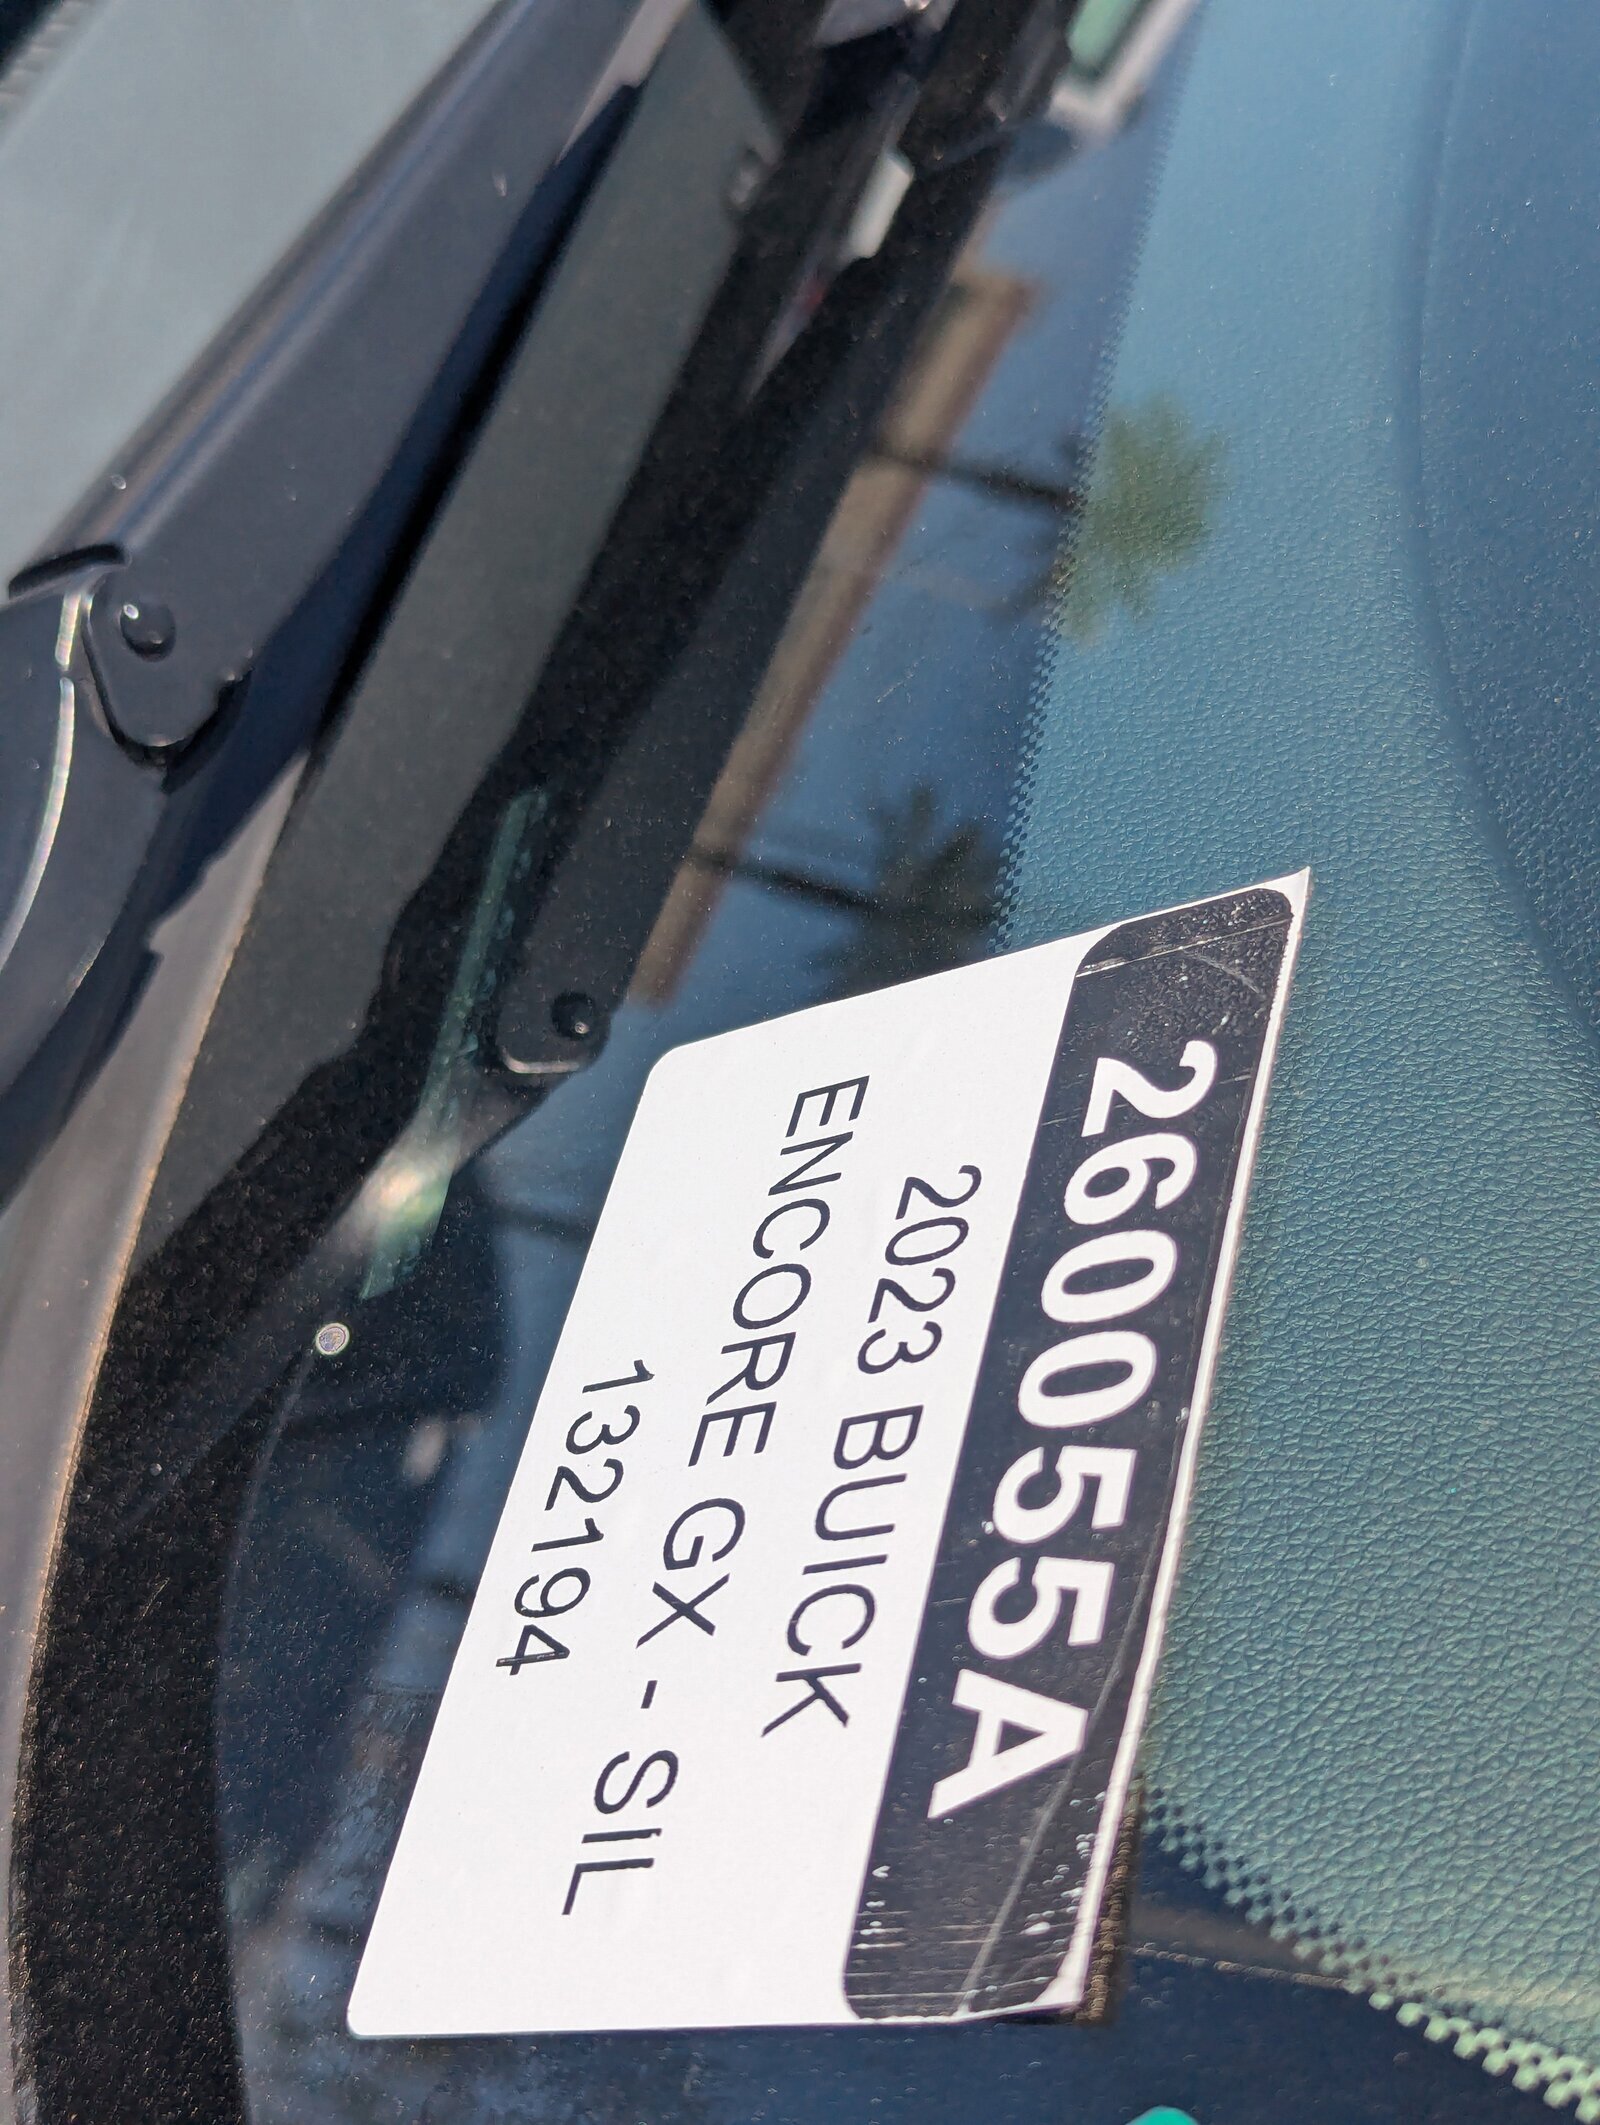 260055A
2023 BUICK
ENCORE GX - SIL
132194